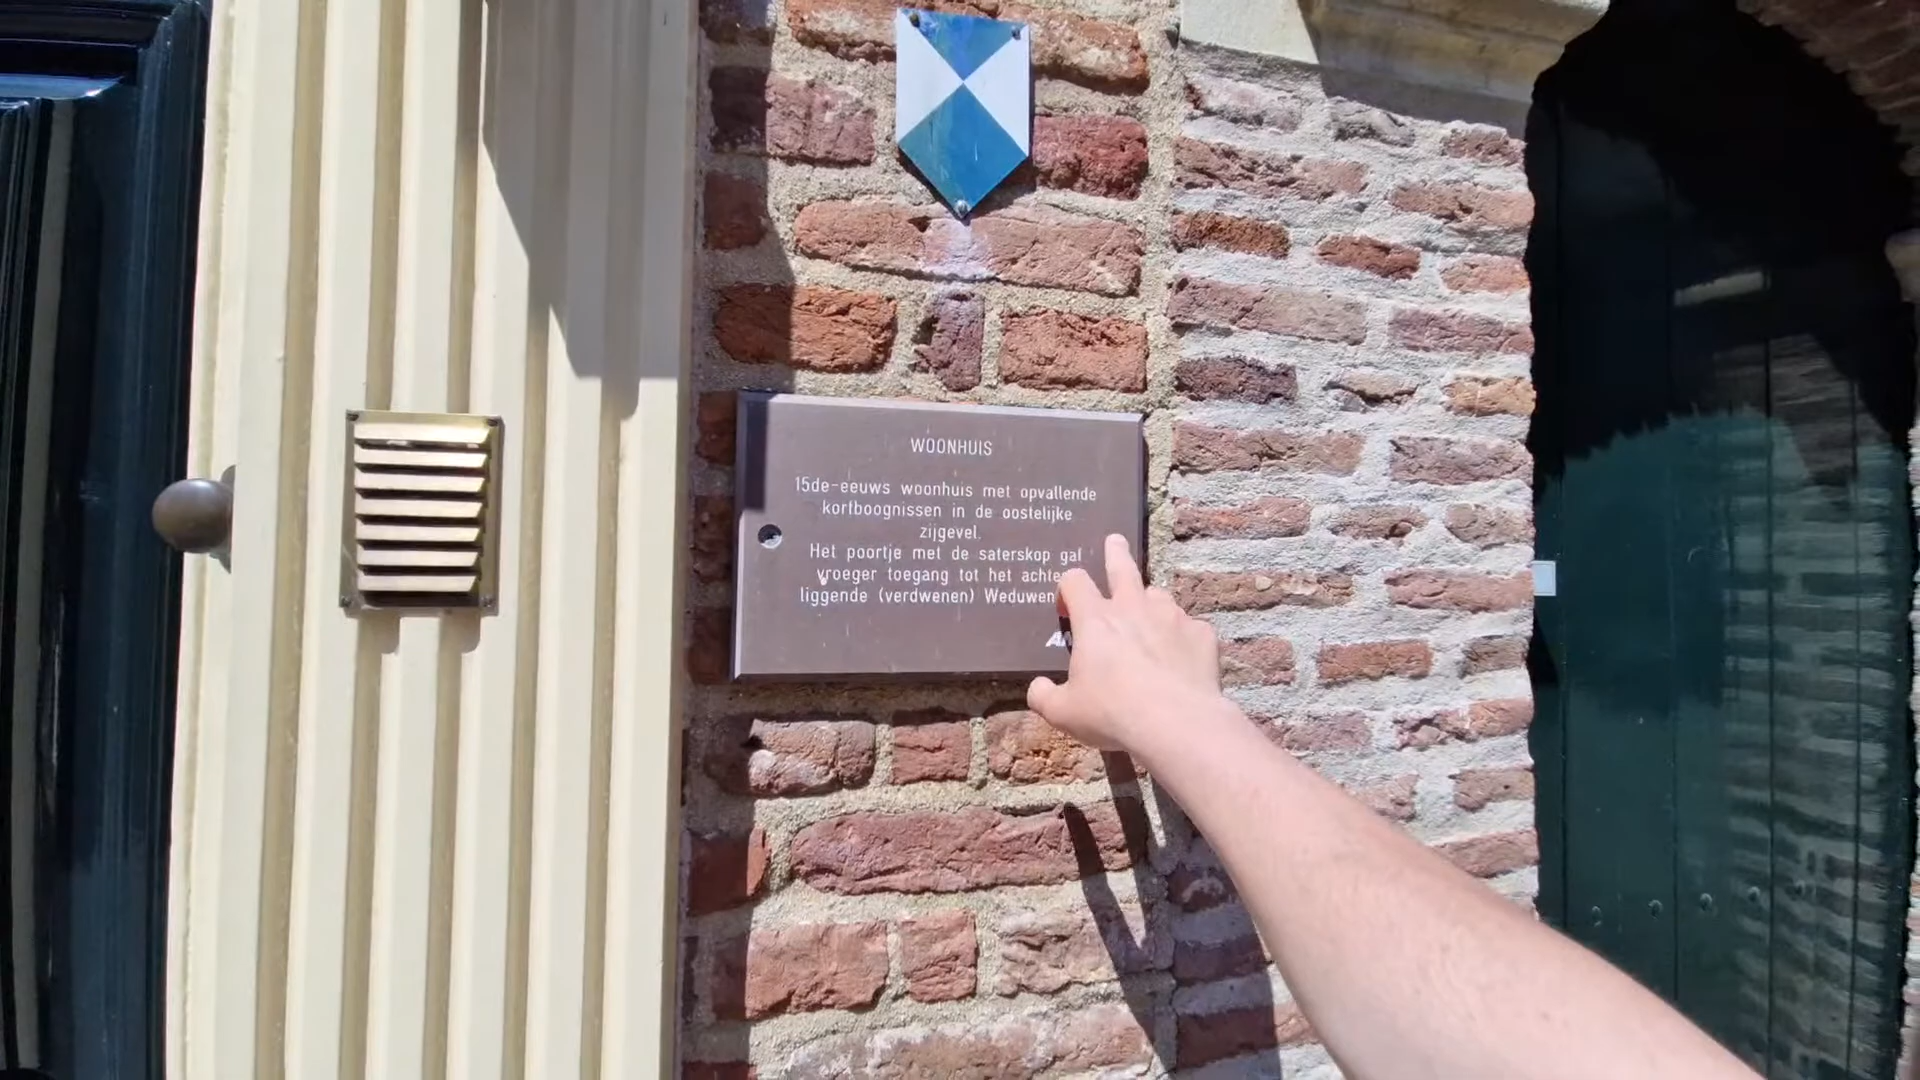 WOONHUIS
15de-eeuws woonhuis met opvallende
korfboognissen in de oostelijke
zijgevel.
Het poortje met de saterskop gaf
vroeger toegang tot het
liggende (verdwenen)